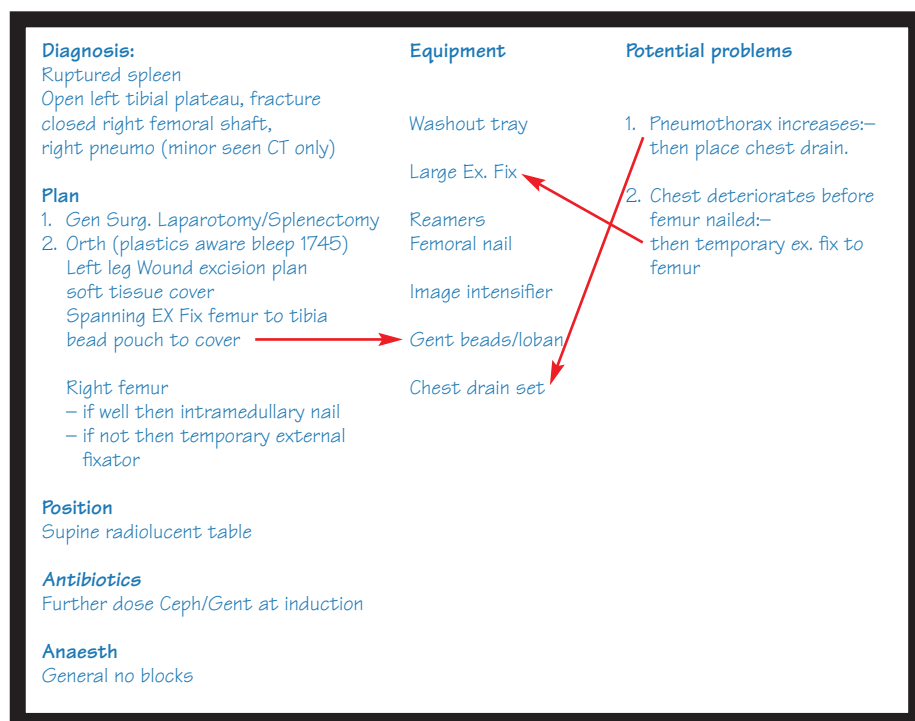 Diagnosis:
Ruptured spleen
Open left tibial plateau, fracture
closed right femoral shaft,
right pneumo (minor seen CT only)
Plan
1. Gen Surg. Laparotomy/Splenectomy
2. Orth (plastics aware bleep 1745)
Left leg Wound excision plan
soft tissue cover
Spanning EX Fix femur to tibia
bead pouch to cover
Right femur
– if well then intramedullary nail
– if not then temporary external
fixator
Position
Supine radiolucent table
Antibiotics
Further dose Ceph/Gent at induction
Anaesth
General no blocks
Equipment
Washout tray
Large Ex. Fix
Reamers
Femoral nail
Image intensifier
Gent beads/loban
Chest drain set
Potential problems
1. Pneumothorax increases:–
then place chest drain.
2. Chest deteriorates before
femur nailed:–
then temporary ex. fix to
femur